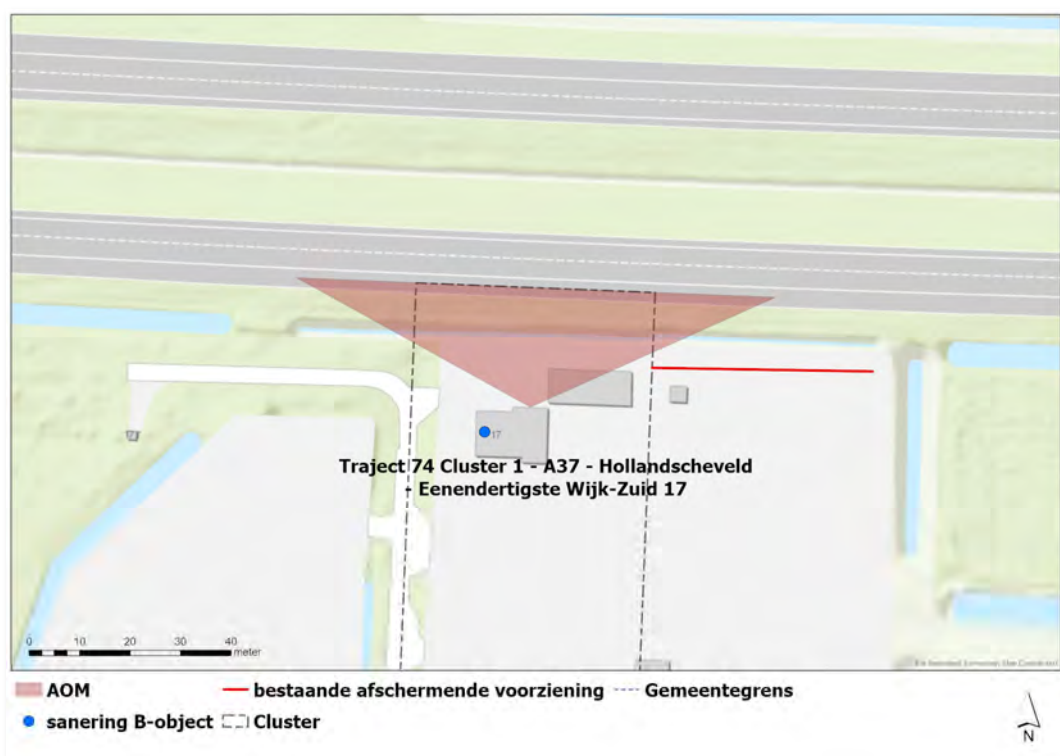 17
Traject 74 Cluster 1 - A37 - Hollandscheveld
- Eenendertigste Wijk-Zuid 17
0 10 20 30 40
meter
AOM bestaande afschermende voorziening Gemeentegrens
sanering B-object Cluster
N